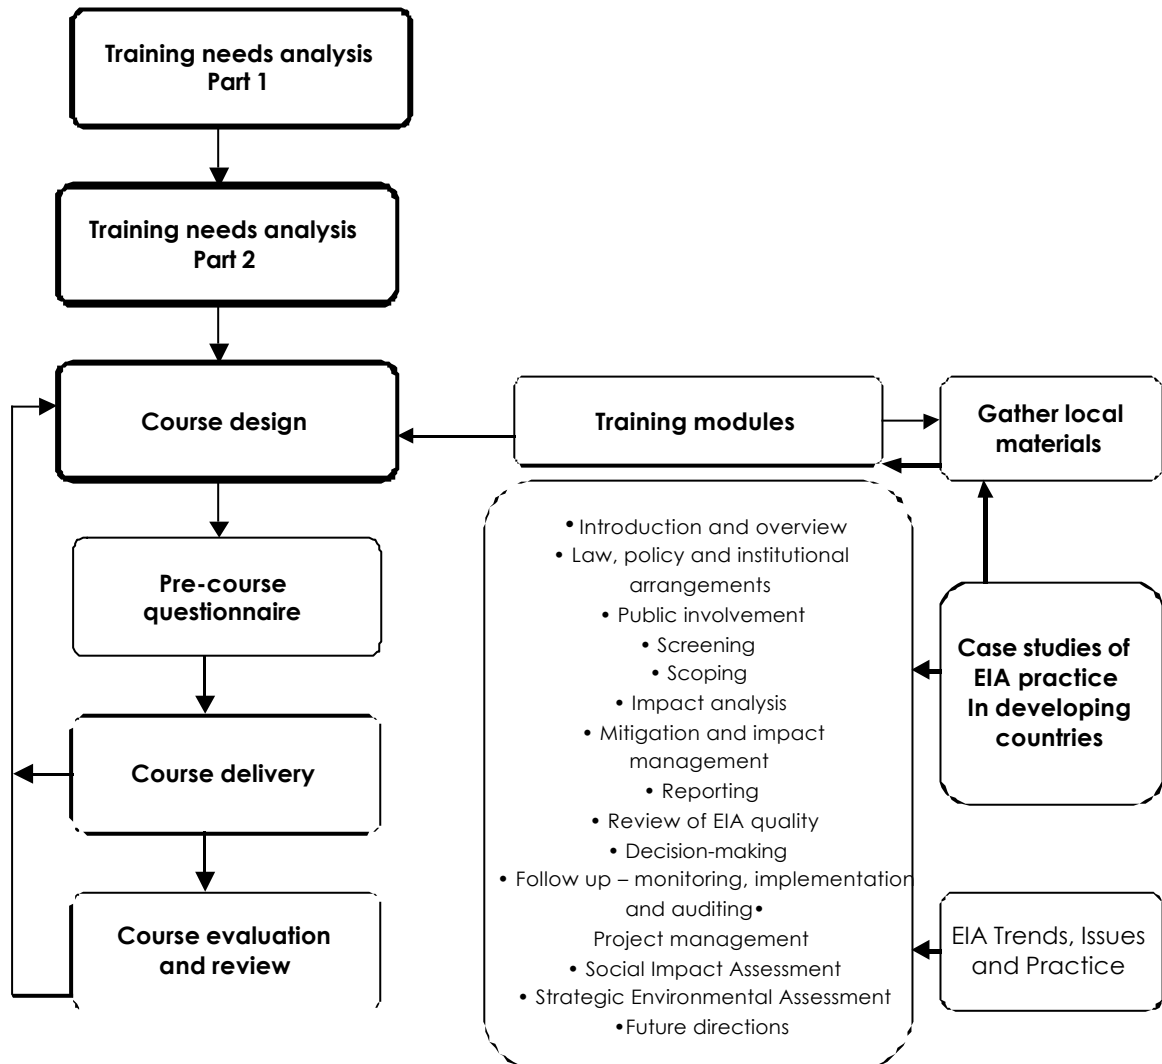 Training needs analysis
Part 1
Training needs analysis
Part 2
Course design
Training modules
Gather local
materials
• Introduction and overview
• Law, policy and institutional
arrangements
• Public involvement
• Screening
• Scoping
• Impact analysis
• Mitigation and impact
management
• Reporting
• Review of EIA quality
• Decision-making
• Follow up – monitoring, implementation
and auditing•
Project management
• Social Impact Assessment
• Strategic Environmental Assessment
•Future directions
Pre-course
questionnaire
Case studies of
EIA practice
In developing
countries
Course delivery
Course evaluation
and review
EIA Trends, Issues
and Practice